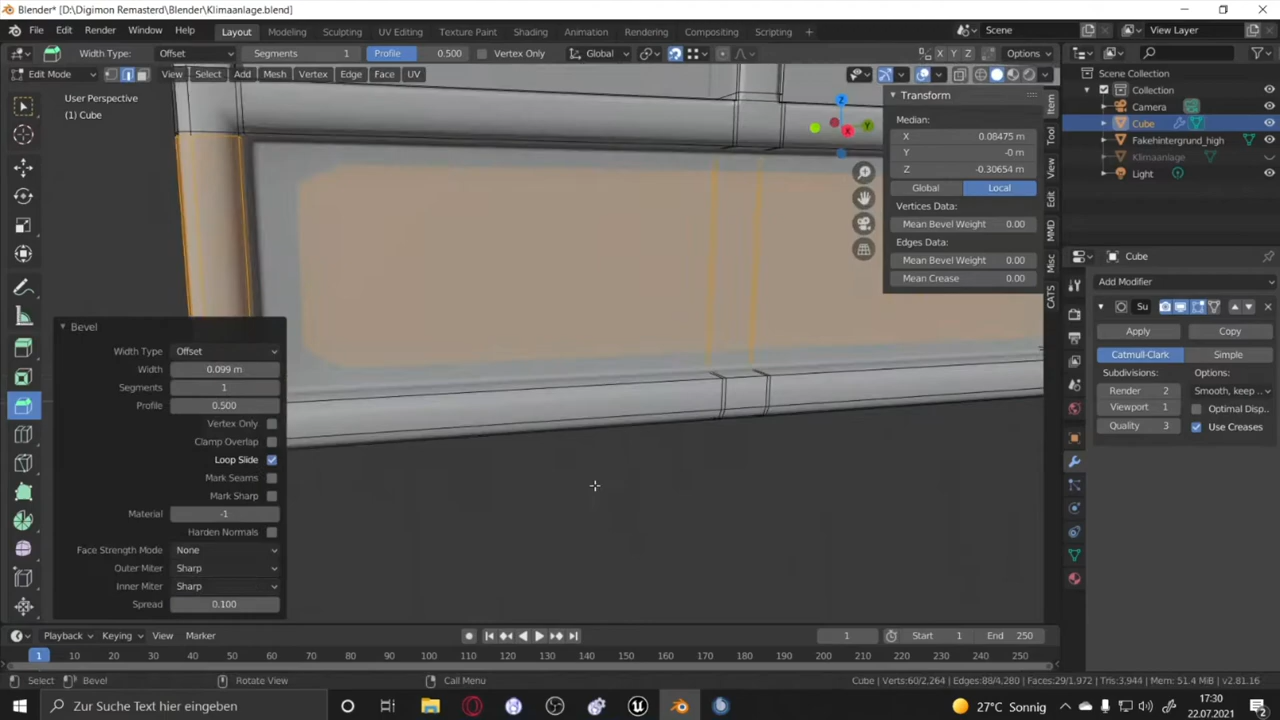 Blender* [D:\Digimon Remasterd\Blender\Klimaanlage.blend]
File Edit Render Window Help Layout Modeling Sculpting UV Editing Texture Paint Shading Animation Rendering Compositing Scripting + Scene View Layer
Width Type: Offset Segments 1 Profile 0.500 Vertex Only Global X Y Z Options
Edit Mode View Select Add Mesh Vertex Edge Face UV
User Perspective
(1) Cube
Z
Y
X
Transform
Median:
X 0.08475 m
Y -0 m
Z -0.30654 m
Global Local
Vertices Data:
Mean Bevel Weight 0.00
Edges Data:
Mean Bevel Weight 0.00
Mean Crease 0.00
Item
Tool
View
Edit
MMD
Misc
CATS
Scene Collection
Collection
Camera
Cube
Fakehintergrund_high
Klimaanlage
Light
Cube
Add Modifier
Su
Apply Copy
Catmull-Clark Simple
Subdivisions: Options:
Render 2 Smooth, keep ..
Viewport 1 Optimal Disp..
Quality 3 Use Creases
Bevel
Width Type Offset
Width 0.099 m
Segments 1
Profile 0.500
Vertex Only
Clamp Overlap
Loop Slide
Mark Seams
Mark Sharp
Material -1
Harden Normals
Face Strength Mode None
Outer Miter Sharp
Inner Miter Sharp
Spread 0.100
Playback Keying View Marker 1 Start 1 End 250
1 10 20 30 40 50 60 70 80 90 100 110 120 130 140 150 160 170 180 190 200 210 220 230 240 250
Select Bevel Rotate View Call Menu Cube | Verts:60/2,264 | Edges:88/4,280 | Faces:29/1,972 | Tris:3,944 | Mem: 51.4 MiB | v2.81.16
Zur Suche Text hier eingeben 27°C Sonnig 17:30
22.07.2021
2